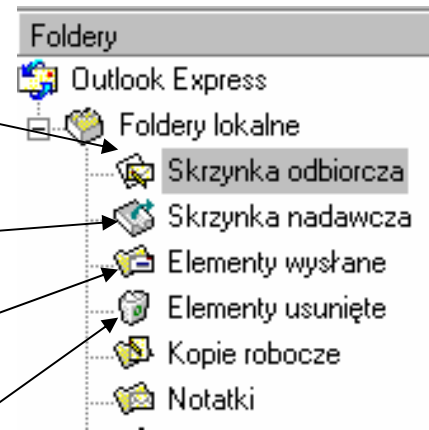 Foldery
Outlook Express
Foldery lokalne
Skrzynka odbiorcza
Skrzynka nadawcza
Elementy wysłane
Elementy usunięte
Kopie robocze
Notatki